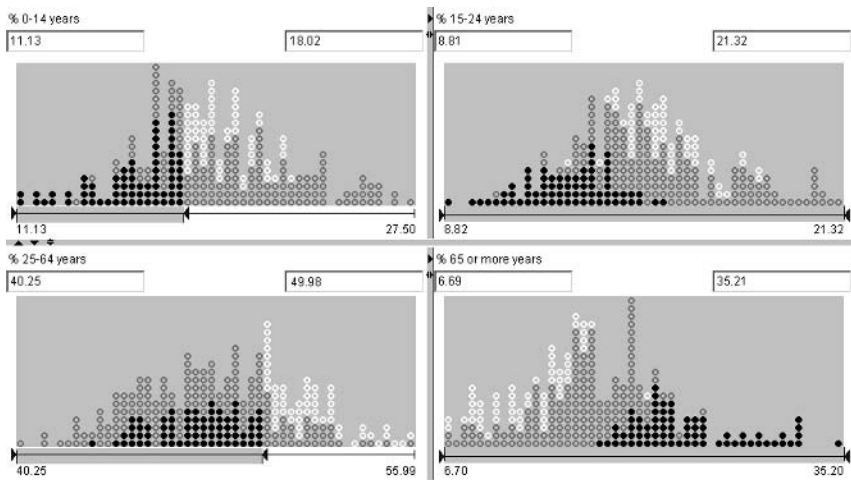 % 0-14 years
11.13 18.02
11.13 27.50
% 15-24 years
8.81 21.32
8.82 21.32
% 25-64 years
40.25 49.98
40.25 55.99
% 65 or more years
6.69 35.21
6.70 35.20